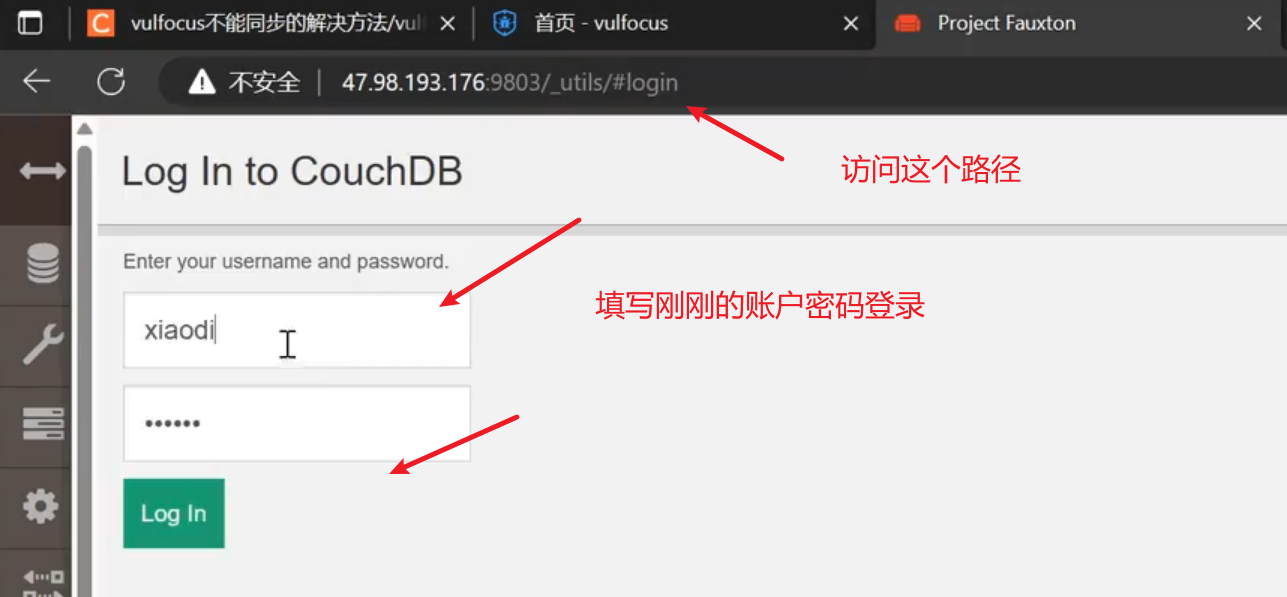 vulfocus不能同步的解决方法/vul
首页 - vulfocus
Project Fauxton
不安全
47.98.193.176:9803/_utils/#login
访问这个路径
Log In to CouchDB
Enter your username and password.
填写刚刚的账户密码登录
xiaodi
••••••
Log In